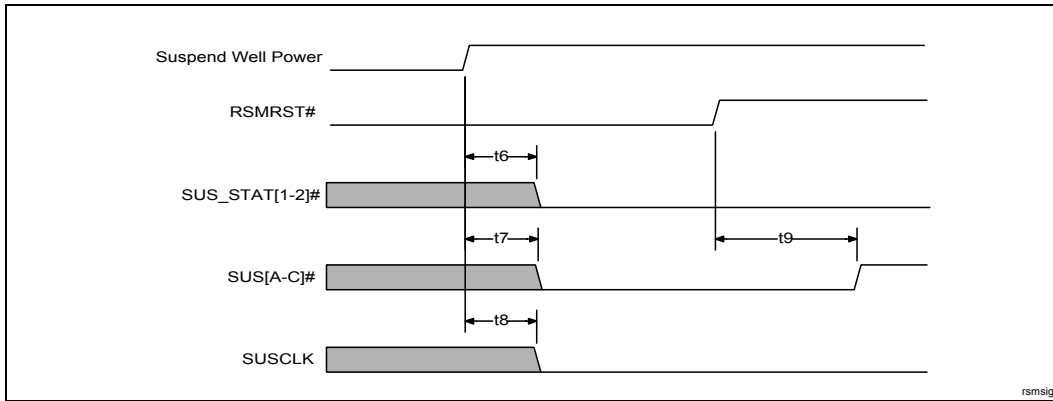 Suspend Well Power
RSMRST#
t6
SUS_STAT[1-2]#
t7
t9
SUS[A-C]#
t8
SUSCLK
rsmsig